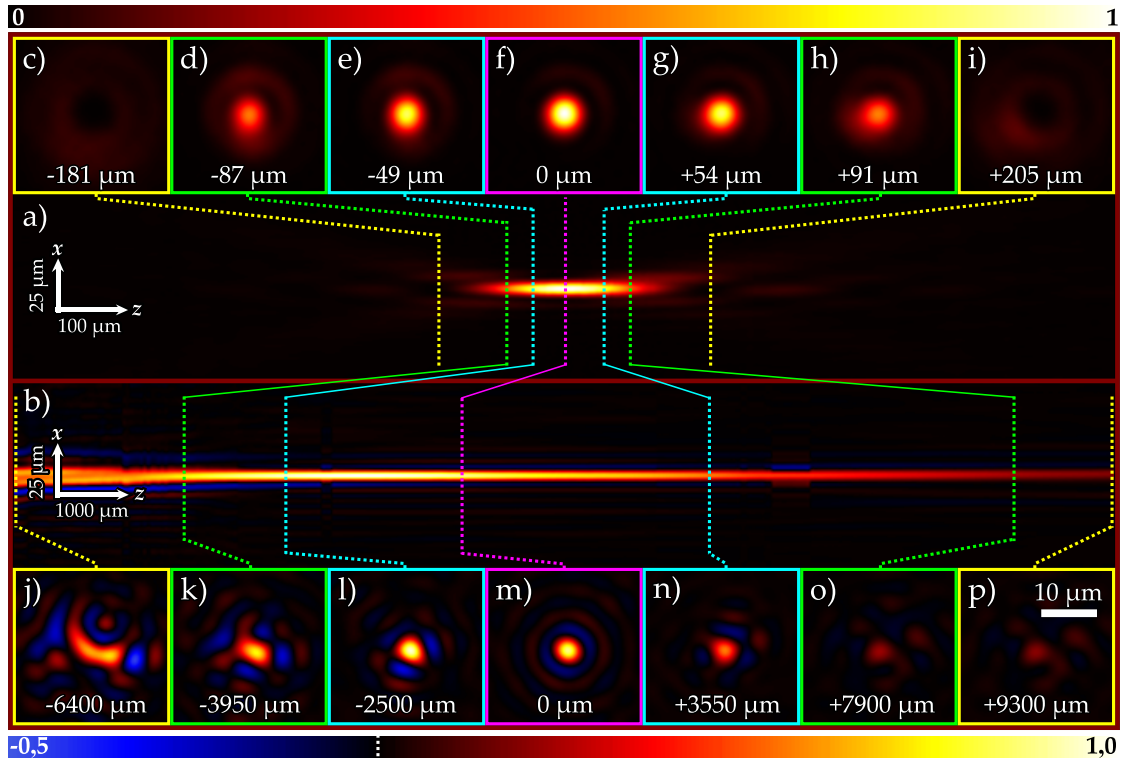 0 1
c) d) e) f) g) h) i)
-181 µm -87 µm -49 µm 0 µm +54 µm +91 µm +205 µm
a)
x
25 µm
z
100 µm
b)
x
25 µm
z
1000 µm
j) k) l) m) n) o) p)
10 µm
-6400 µm -3950 µm -2500 µm 0 µm +3550 µm +7900 µm +9300 µm
-0,5 1,0